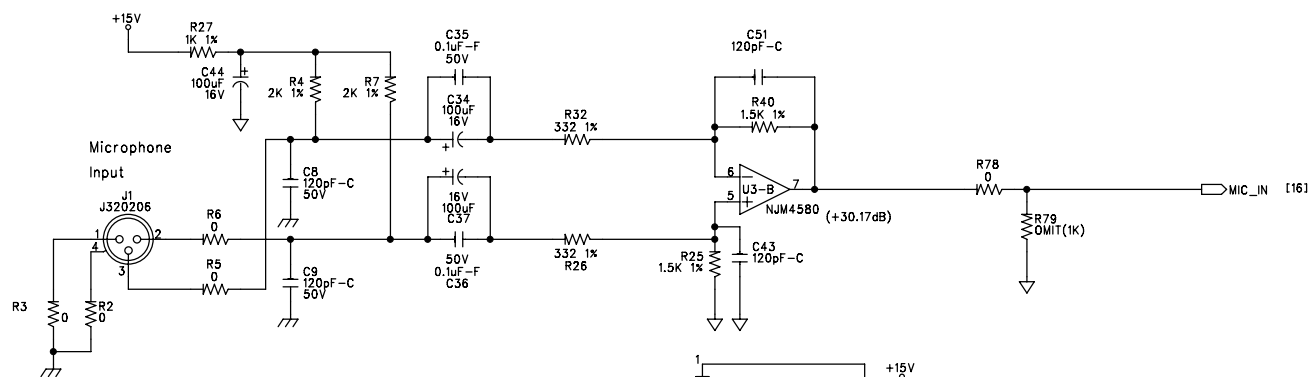 +15V
R27
1K 1%
C44
100uF
16V
R4
2K 1%
R7
2K 1%
C35
0.1uF-F
50V
C34
100uF
16V
R32
332 1%
C51
120pF-C
R40
1.5K 1%
Microphone
Input
J1
J320206
1
2
4
3
C8
120pF-C
50V
16V
100uF
C37
50V
0.1uF-F
C36
R6
0
R5
0
C9
120pF-C
50V
R3
0
R2
0
332 1%
R26
6
5
U3-B
7
NJM4580
(+30.17dB)
R25
1.5K 1%
C43
120pF-C
R78
0
R79
OMIT(1K)
MIC_IN [16]
1
+15V